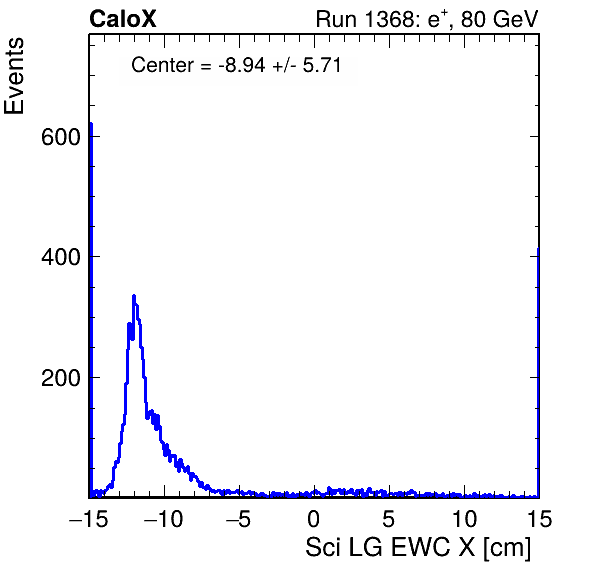 CaloX
Run 1368: e⁺, 80 GeV
Center = -8.94 +/- 5.71
Events
600
400
200
−15 −10 −5 0 5 10 15
Sci LG EWC X [cm]